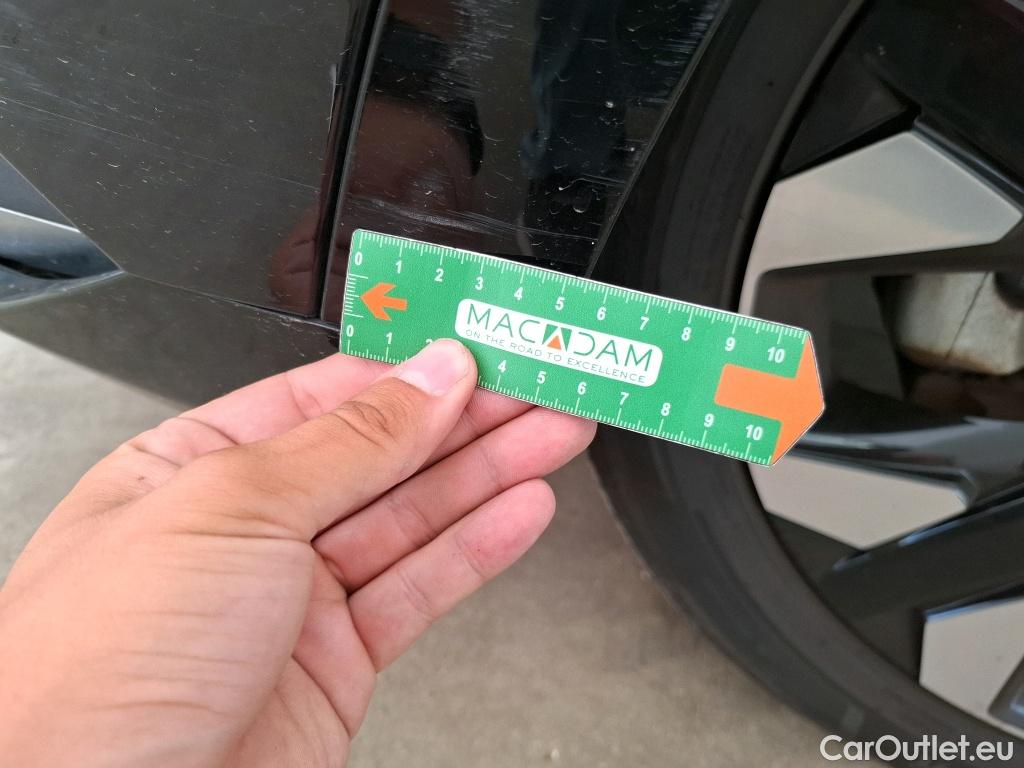 0 1 2 3 4 5 6 7 8 9 10
MACADAM
ON THE ROAD TO EXCELLENCE
0 1 2 4 5 6 7 8 9 10
CarOutlet.eu